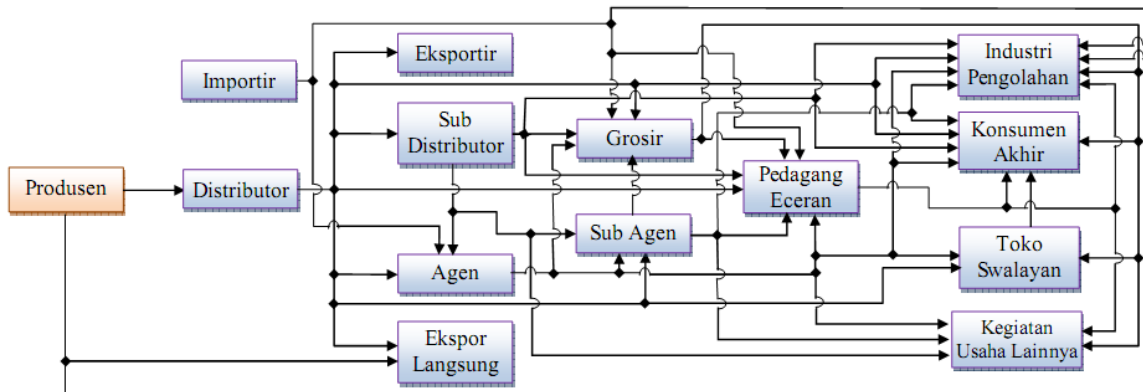 Eksportir
Importir
Industri
Pengolahan
Sub
Distributor
Grosir
Konsumen
Akhir
Produsen
Distributor
Pedagang
Eceran
Sub Agen
Agen
Toko
Swalayan
Ekspor
Langsung
Kegiatan
Usaha Lainnya